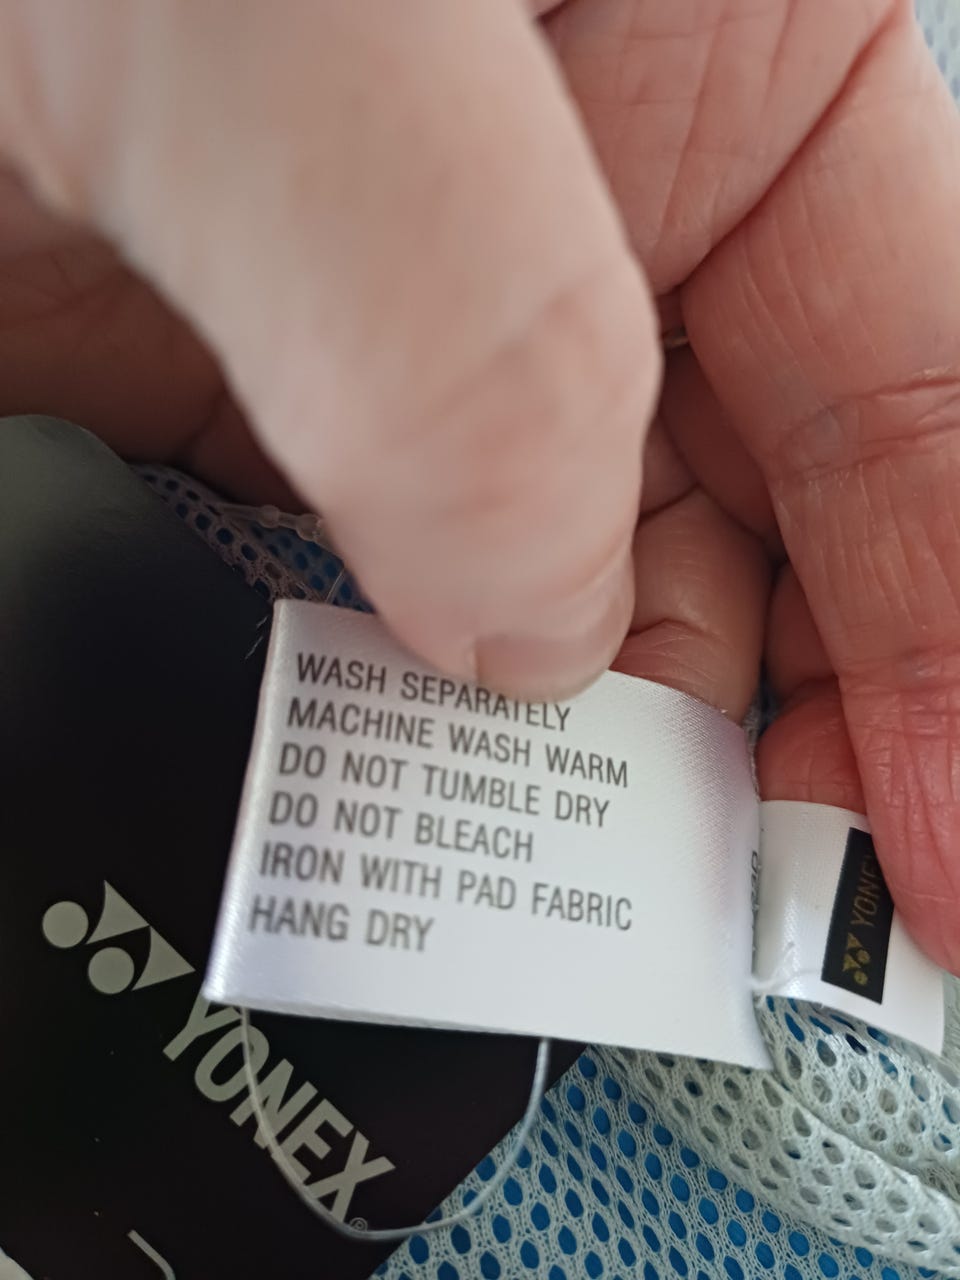 WASH SEPARATELY
MACHINE WASH WARM
DO NOT TUMBLE DRY
DO NOT BLEACH
IRON WITH PAD FABRIC
HANG DRY
YONEX®
YONEX